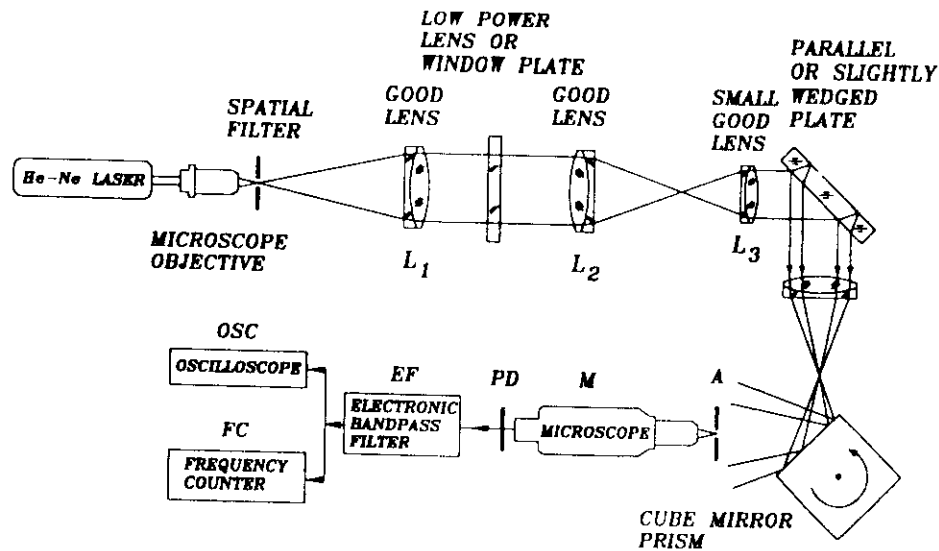 LOW POWER
LENS OR
WINDOW PLATE
PARALLEL
OR SLIGHTLY
WEDGED
PLATE
SPATIAL
FILTER
GOOD
LENS
GOOD
LENS
SMALL
GOOD
LENS
He-Ne LASER
MICROSCOPE
OBJECTIVE
L1
L2
L3
OSC
OSCILLOSCOPE
EF
ELECTRONIC
BANDPASS
FILTER
PD
M
MICROSCOPE
A
FC
FREQUENCY
COUNTER
CUBE MIRROR
PRISM